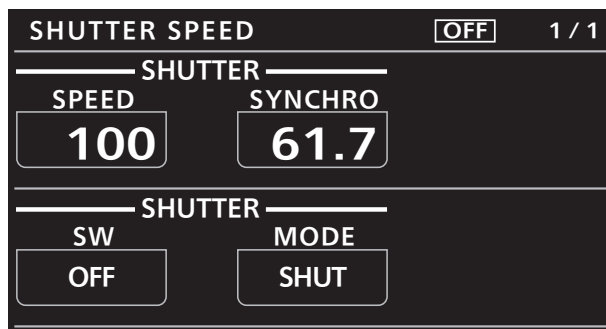 SHUTTER SPEED OFF 1 / 1
SHUTTER
SPEED SYNCHRO
100 61.7
SHUTTER
SW MODE
OFF SHUT